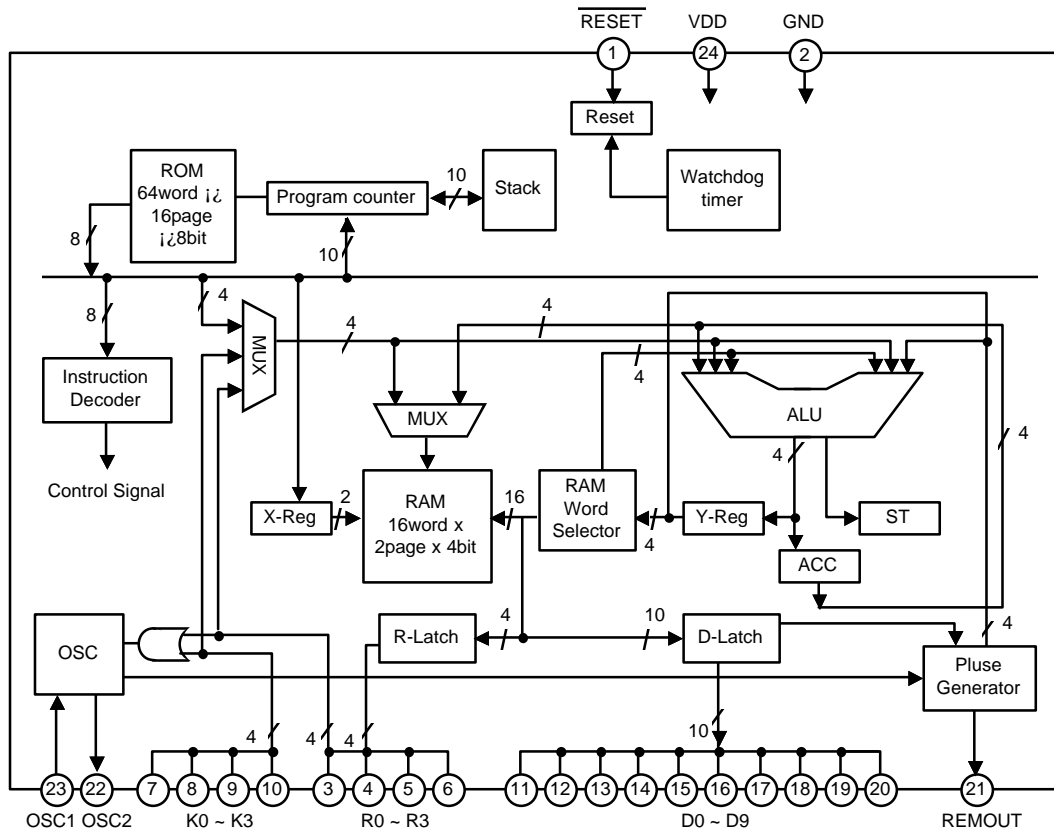 RESET VDD GND
1 24 2
Reset
ROM
64word ¡¿
16page
¡¿8bit
Program counter
10
Stack
Watchdog
timer
8
10
8
4
MUX
4
4
4
Instruction
Decoder
Control Signal
MUX
ALU
4
4
X-Reg
2
RAM
16word x
2page x 4bit
16
RAM
Word
Selector
4
Y-Reg
ST
ACC
OSC
R-Latch
4
10
D-Latch
4
Pluse
Generator
4
4
4
10
23 22 7 8 9 10 3 4 5 6 11 12 13 14 15 16 17 18 19 20 21
OSC1 OSC2 K0 ~ K3 R0 ~ R3 D0 ~ D9 REMOUT